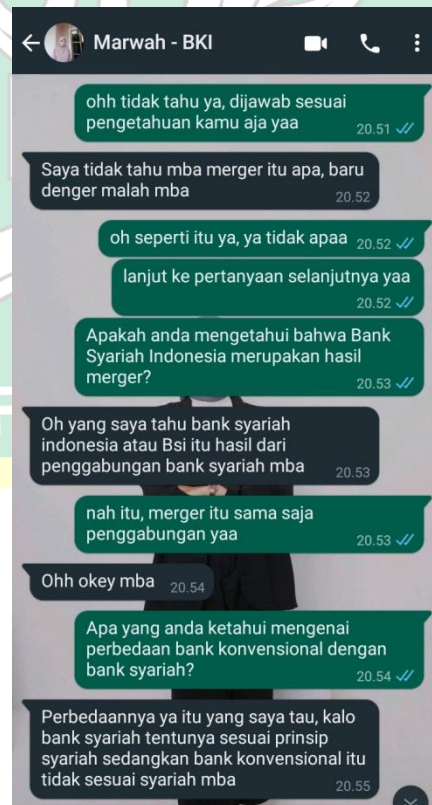 Marwah - BKI
ohh tidak tahu ya, dijawab sesuai
pengetahuan kamu aja yaa
20.51
Saya tidak tahu mba merger itu apa, baru
denger malah mba
20.52
oh seperti itu ya, ya tidak apaa 20.52
lanjut ke pertanyaan selanjutnya yaa
20.52
Apakah anda mengetahui bahwa Bank
Syariah Indonesia merupakan hasil
merger?
20.53
Oh yang saya tahu bank syariah
indonesia atau Bsi itu hasil dari
penggabungan bank syariah mba
20.53
nah itu, merger itu sama saja
penggabungan yaa
20.53
Ohh okey mba 20.54
Apa yang anda ketahui mengenai
perbedaan bank konvensional dengan
bank syariah?
20.54
Perbedaannya ya itu yang saya tau, kalo
bank syariah tentunya sesuai prinsip
syariah sedangkan bank konvensional itu
tidak sesuai syariah mba
20.55